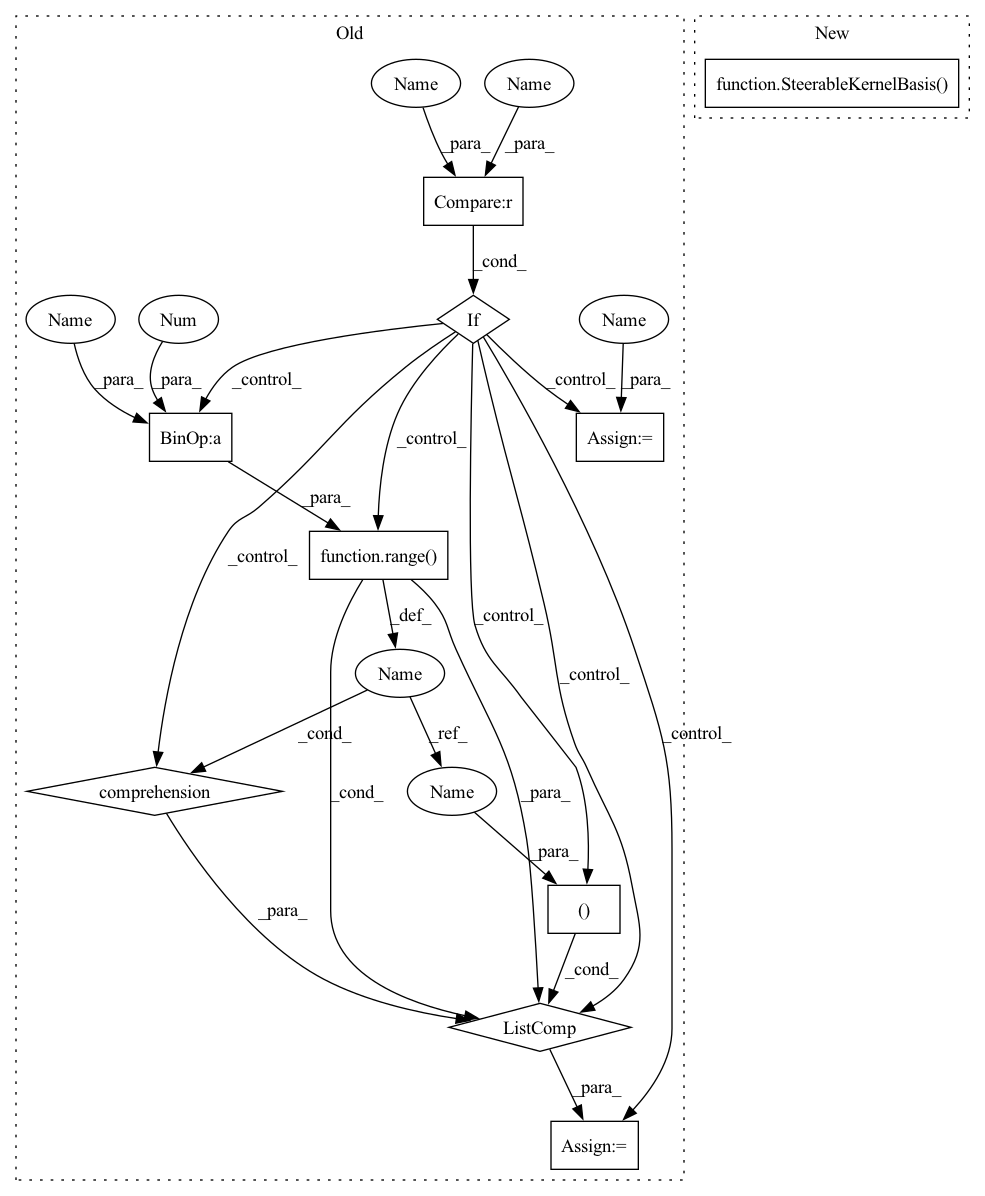 Old
New
Name
Name
function.SteerableKernelBasis()
_para_
_para_
Compare:r
_cond_
Name
Num
If
Name
_para_
_para_
_control_
_control_
_para_
BinOp:a
_control_
Assign:=
_para_
function.range()
_control_
_def_
_control_
Name
_control_
_cond_
_ref_
_control_
comprehension
_cond_
Name
_para_
_para_
_para_
()
_cond_
ListComp
_para_
Assign:=